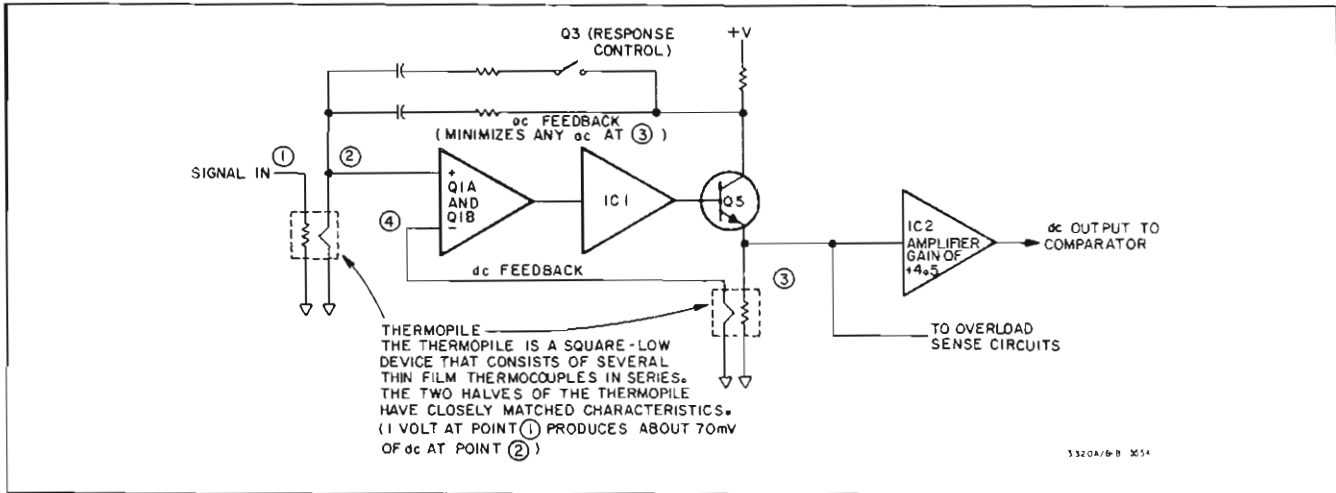 Q3 (RESPONSE
CONTROL)
+V
ac FEEDBACK
(MINIMIZES ANY ac AT ③)
SIGNAL IN
①
②
+
Q1A
AND
Q1B
−
④
IC1
Q5
IC2
AMPLIFIER
GAIN OF
+4.5
dc OUTPUT TO
COMPARATOR
dc FEEDBACK
③
TO OVERLOAD
SENSE CIRCUITS
THERMOPILE
THE THERMOPILE IS A SQUARE-LOW
DEVICE THAT CONSISTS OF SEVERAL
THIN FILM THERMOCOUPLES IN SERIES.
THE TWO HALVES OF THE THERMOPILE
HAVE CLOSELY MATCHED CHARACTERISTICS.
(1 VOLT AT POINT ① PRODUCES ABOUT 70mV
OF dc AT POINT ②)